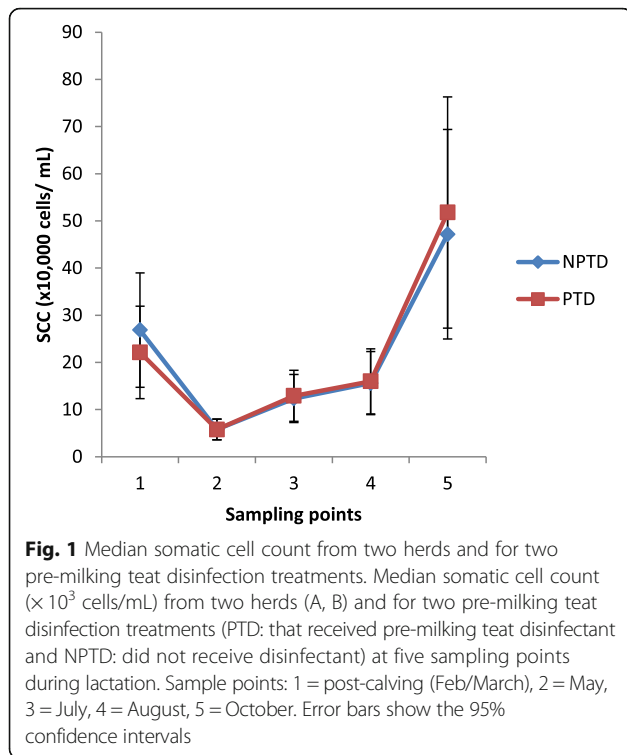 90
80
70
60
50
40
30
20
10
0
SCC (x10,000 cells/ mL)
1 2 3 4 5
Sampling points
NPTD
PTD
Fig. 1 Median somatic cell count from two herds and for two
pre-milking teat disinfection treatments. Median somatic cell count
(× 10³ cells/mL) from two herds (A, B) and for two pre-milking teat
disinfection treatments (PTD: that received pre-milking teat disinfectant
and NPTD: did not receive disinfectant) at five sampling points
during lactation. Sample points: 1 = post-calving (Feb/March), 2 = May,
3 = July, 4 = August, 5 = October. Error bars show the 95%
confidence intervals